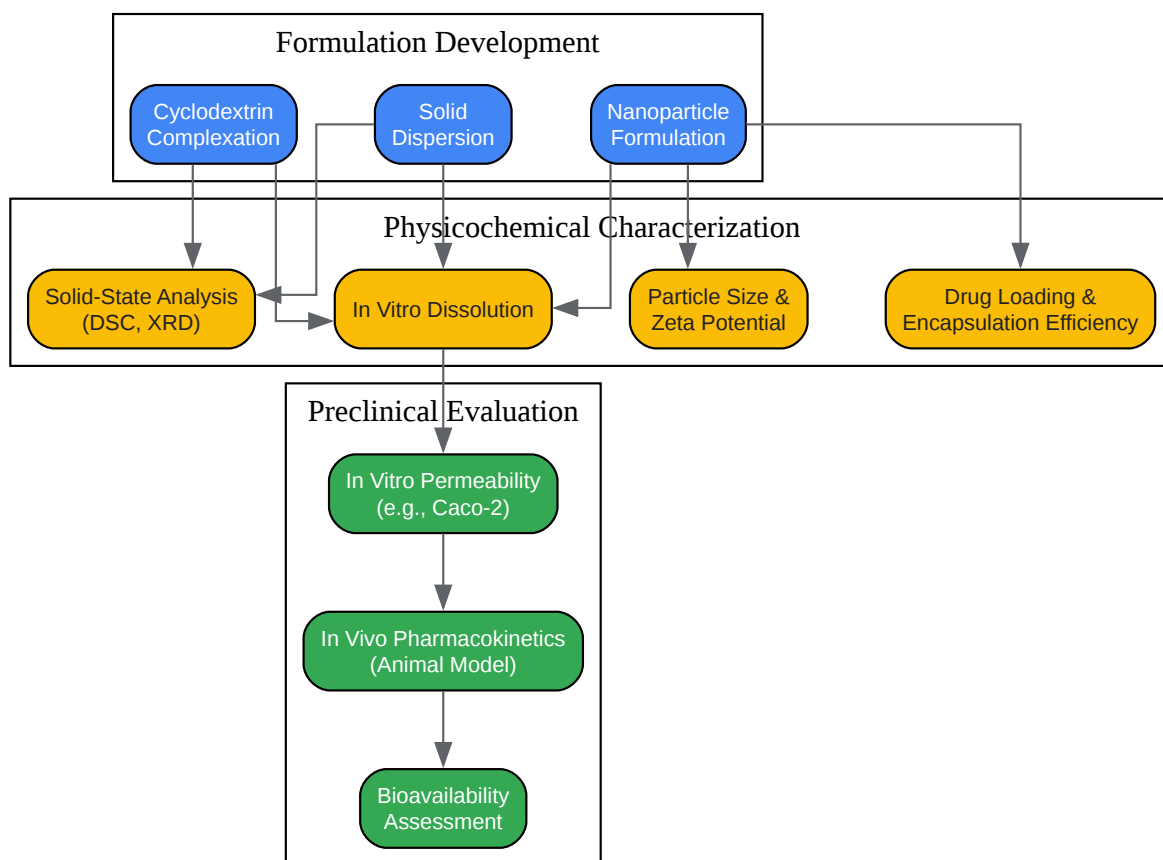 Formulation Development
Cyclodextrin
Complexation
Solid
Dispersion
Nanoparticle
Formulation
Physicochemical Characterization
Solid-State Analysis
(DSC, XRD)
In Vitro Dissolution
Particle Size &
Zeta Potential
Drug Loading &
Encapsulation Efficiency
Preclinical Evaluation
In Vitro Permeability
(e.g., Caco-2)
In Vivo Pharmacokinetics
(Animal Model)
Bioavailability
Assessment